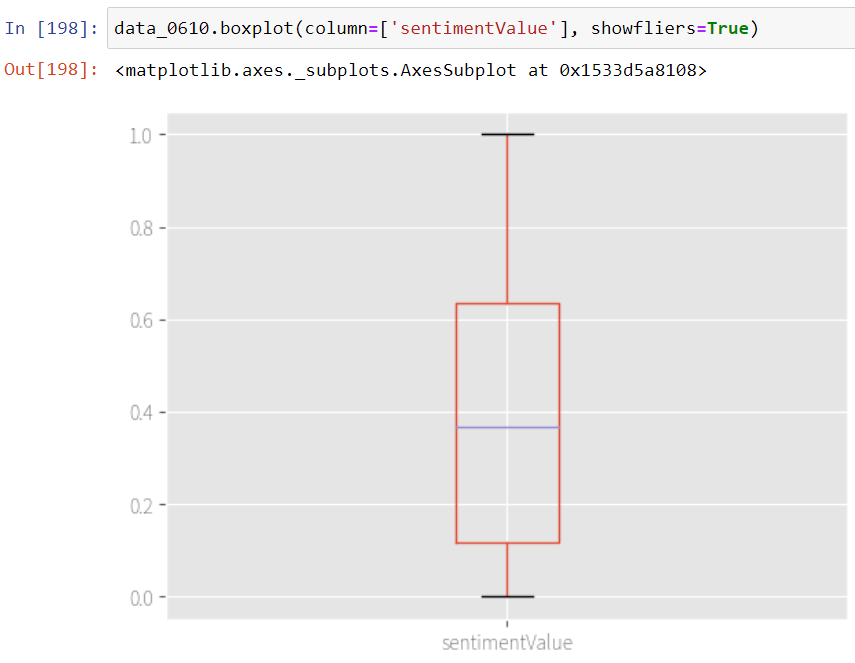 In [198]: data_0610.boxplot(column=['sentimentValue'], showfliers=True)
Out[198]: <matplotlib.axes._subplots.AxesSubplot at 0x1533d5a8108>
1.0
0.8
0.6
0.4
0.2
0.0
sentimentValue